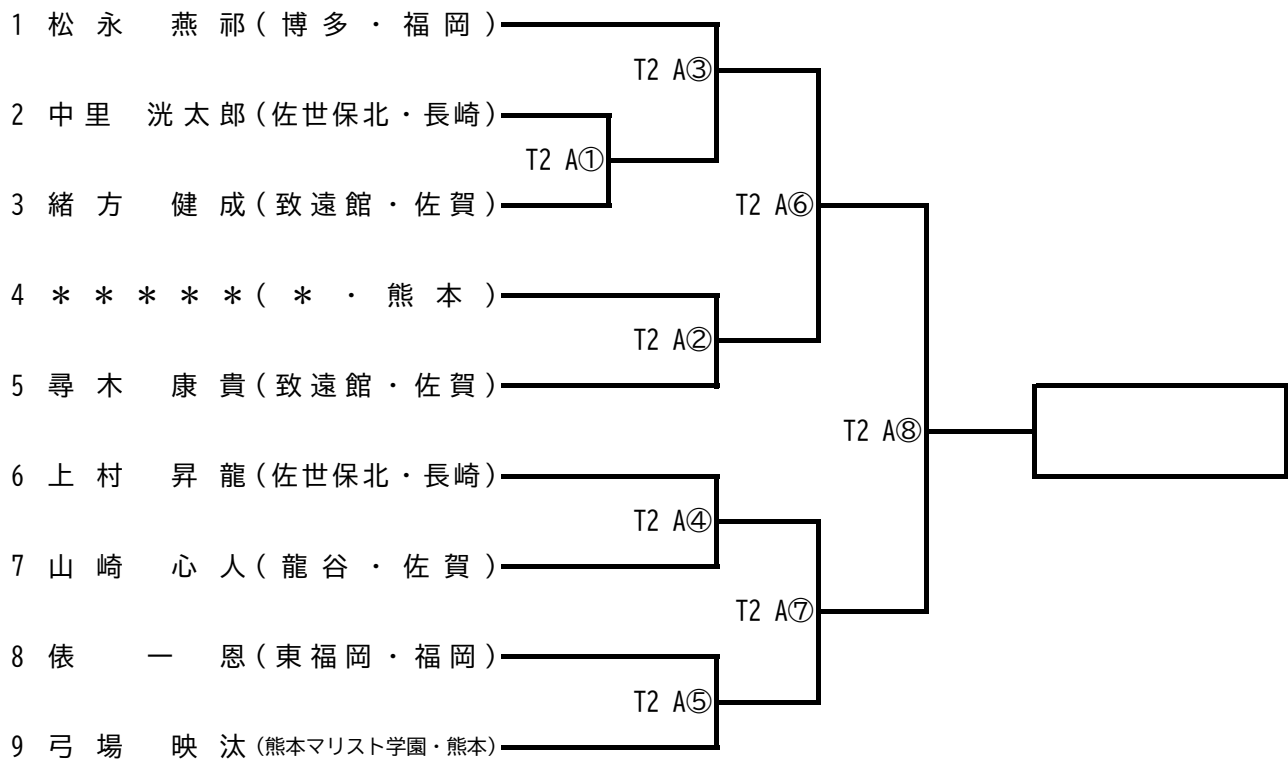 1 松永 燕祁(博多・福岡)
T2 A③
2 中里 洸太郎(佐世保北・長崎)
T2 A①
3 緒方 健成(致遠館・佐賀)
T2 A⑥
4 *****(*・熊本)
T2 A②
5 尋木 康貴(致遠館・佐賀)
T2 A⑧
6 上村 昇龍(佐世保北・長崎)
T2 A④
7 山崎 心人(龍谷・佐賀)
T2 A⑦
8 俵 一恩(東福岡・福岡)
T2 A⑤
9 弓場 映汰(熊本マリスト学園・熊本)